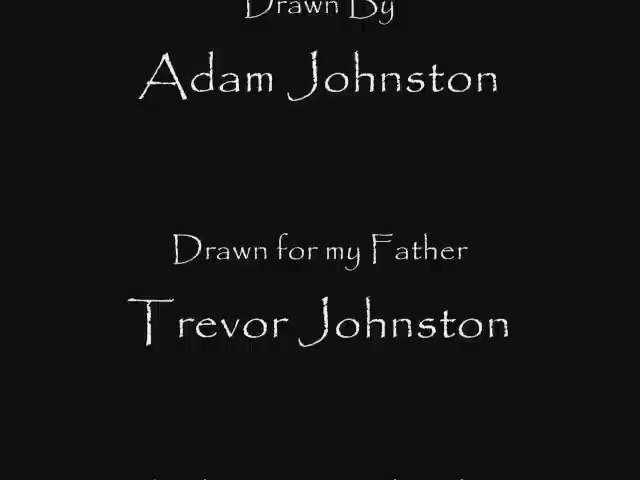 Drawn By
Adam Johnston
Drawn for my Father
Trevor Johnston